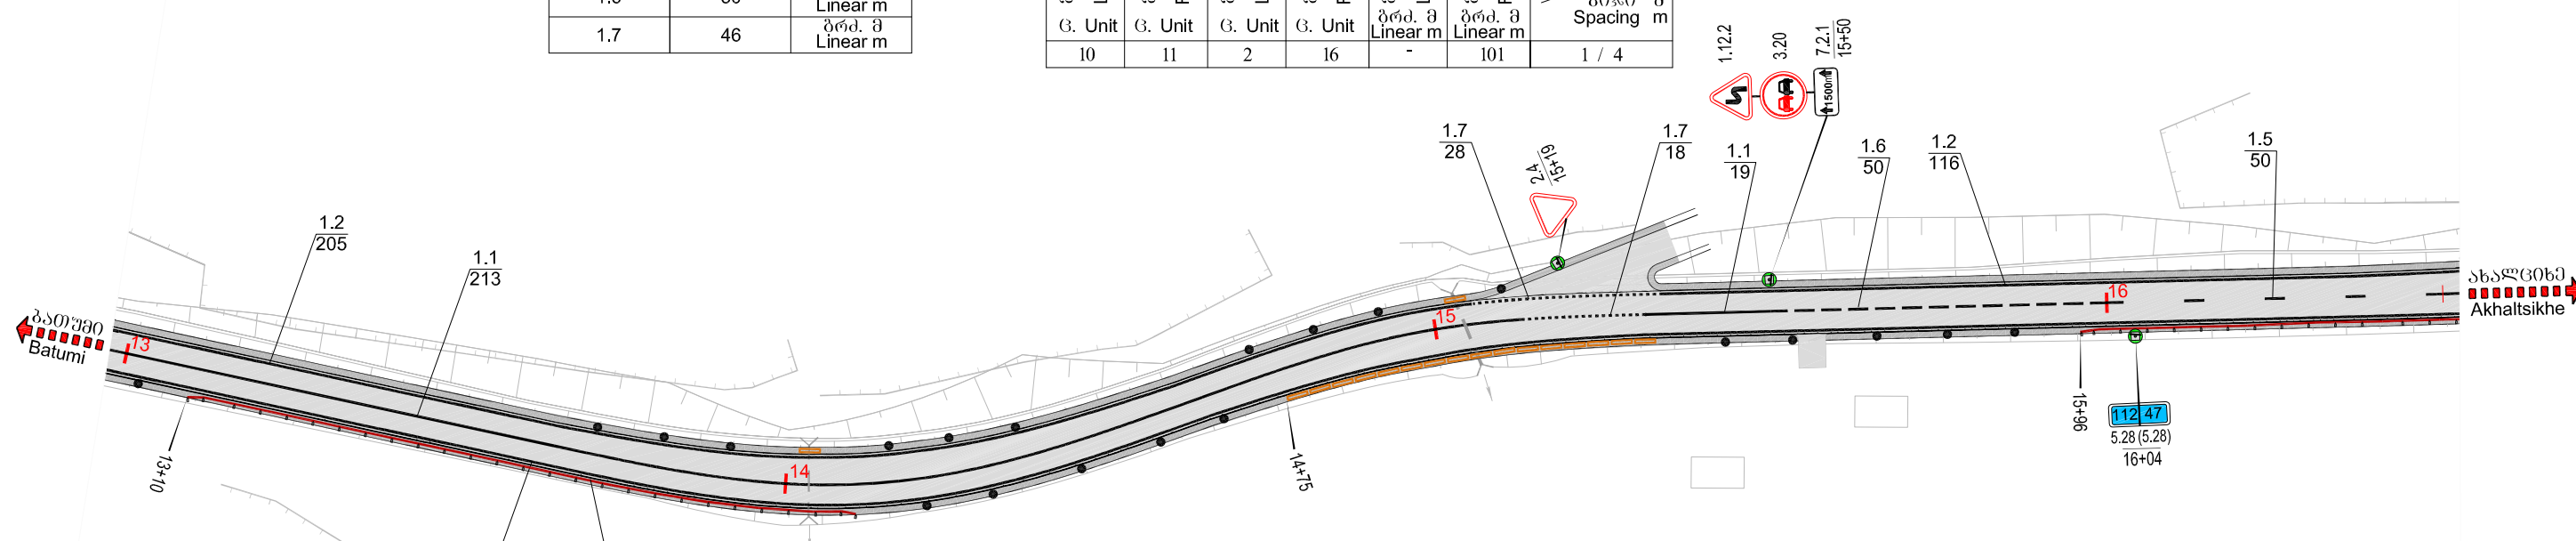 Linear m
1.7 46 გრძ. მ
Linear m
ც. Unit ც. Unit ც. Unit ც. Unit გრძ. მ გრძ. მ
Linear m Linear m
Spacing m
10 11 2 16 - 101 1 / 4
1.12.2
3.20
7.2.1
15+50
1500m
1.7
28
2.4
15+19
1.7
18
1.1
19
1.6
50
1.2
116
1.5
50
1.2
205
1.1
213
ბათუმი
Batumi
13
14
15
16
ახალციხე
Akhaltsikhe
13+10
14+75
15+96
112 47
5.28 (5.28)
16+04